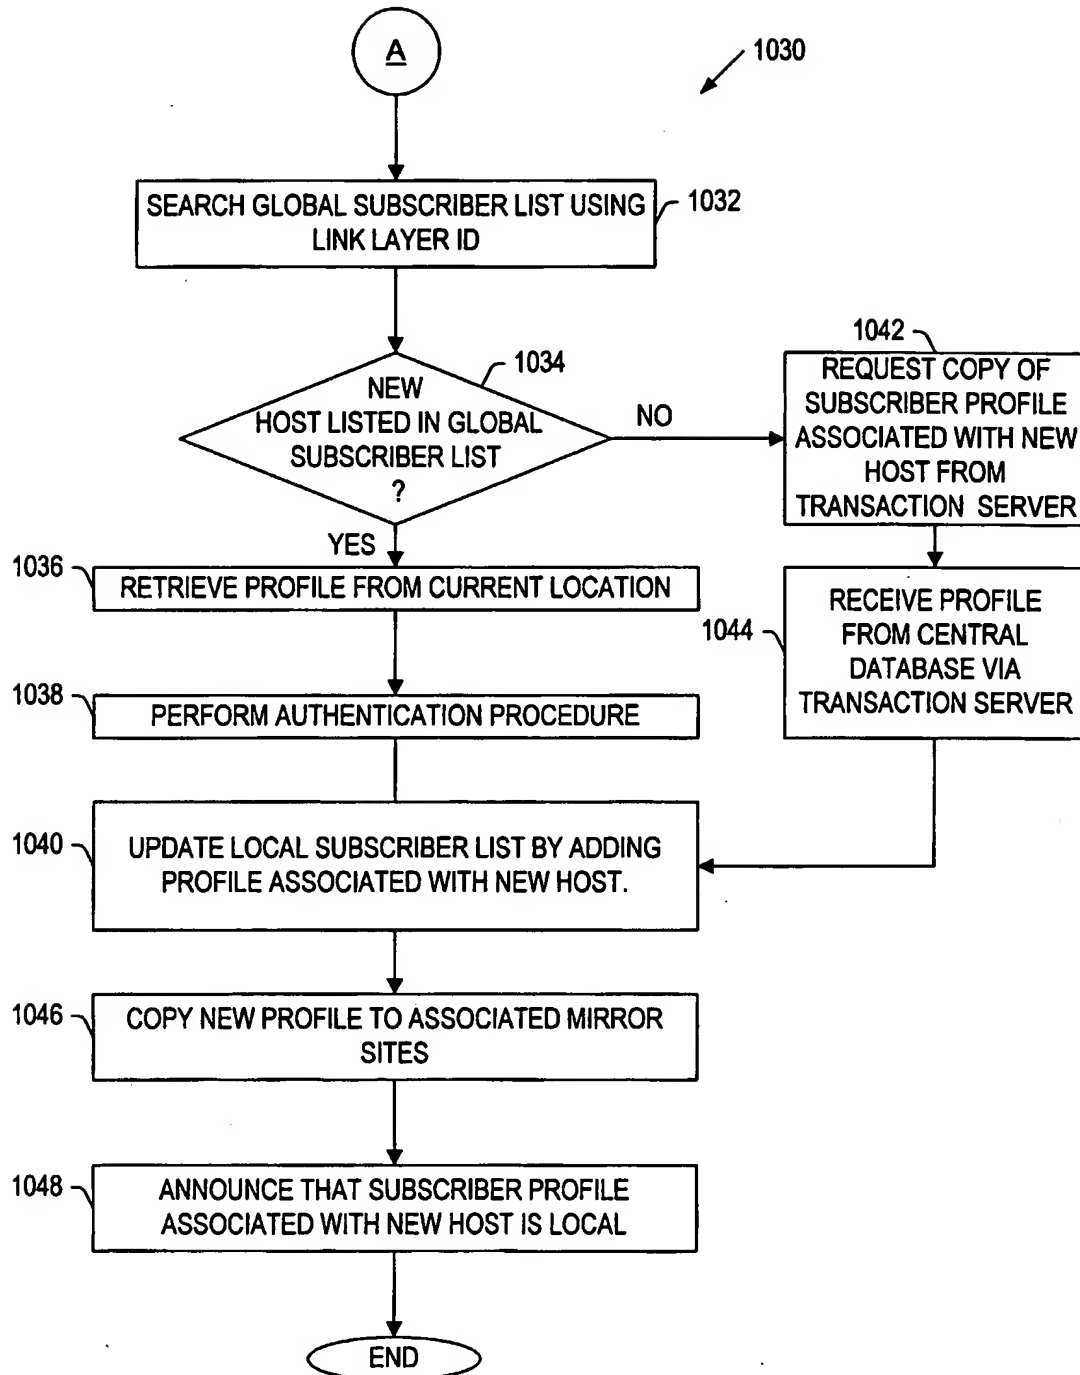 A
1030
SEARCH GLOBAL SUBSCRIBER LIST USING
LINK LAYER ID
1032
1034
NEW
HOST LISTED IN GLOBAL
SUBSCRIBER LIST
?
NO
YES
1042
REQUEST COPY OF
SUBSCRIBER PROFILE
ASSOCIATED WITH NEW
HOST FROM
TRANSACTION SERVER
1036
RETRIEVE PROFILE FROM CURRENT LOCATION
1044
RECEIVE PROFILE
FROM CENTRAL
DATABASE VIA
TRANSACTION SERVER
1038
PERFORM AUTHENTICATION PROCEDURE
1040
UPDATE LOCAL SUBSCRIBER LIST BY ADDING
PROFILE ASSOCIATED WITH NEW HOST.
1046
COPY NEW PROFILE TO ASSOCIATED MIRROR
SITES
1048
ANNOUNCE THAT SUBSCRIBER PROFILE
ASSOCIATED WITH NEW HOST IS LOCAL
END